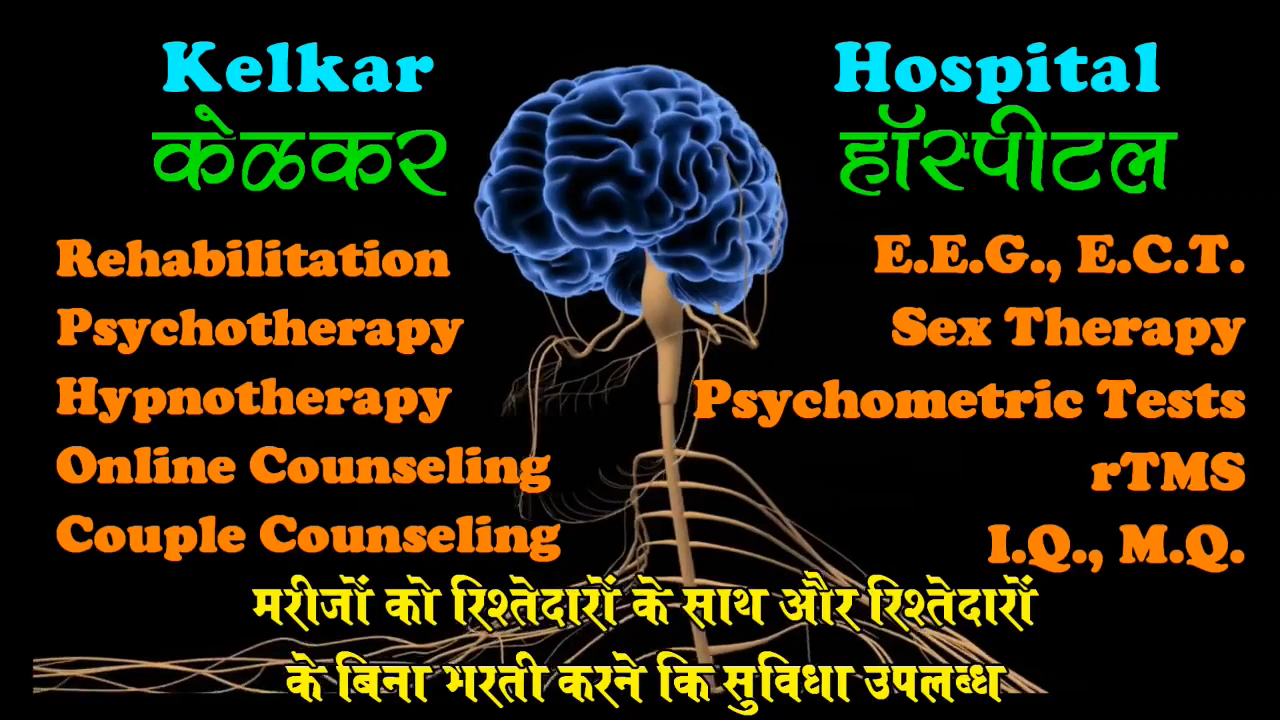 Kelkar Hospital
केळकर हॉस्पीटल
Rehabilitation
Psychotherapy
Hypnotherapy
Online Counseling
Couple Counseling
E.E.G., E.C.T.
Sex Therapy
Psychometric Tests
rTMS
I.Q., M.Q.
मरीजों को रिश्तेदारों के साथ और रिश्तेदारों
के बिना भरती करने कि सुविधा उपलब्ध